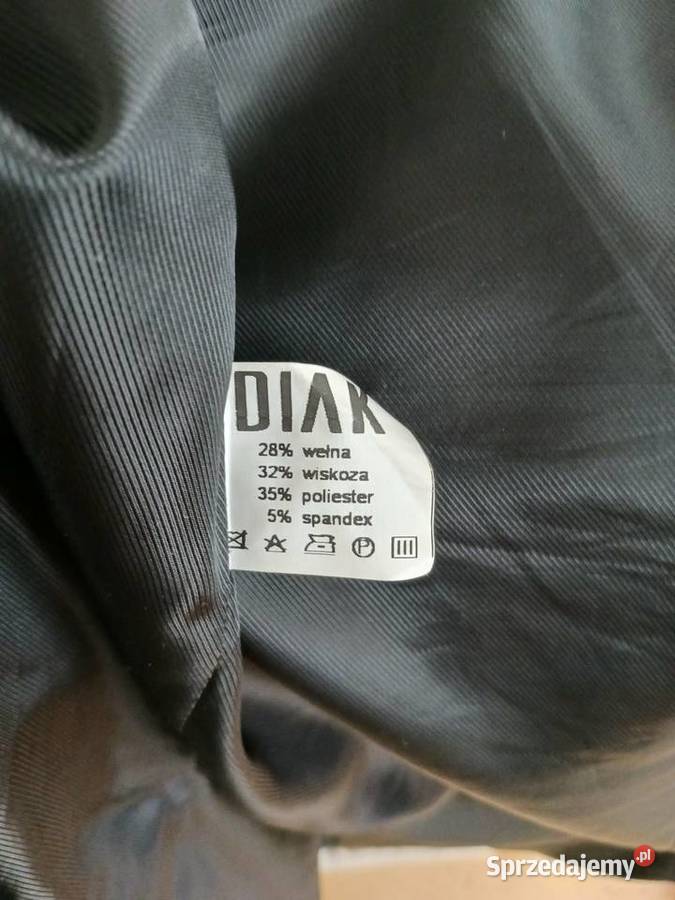 DIAK
28% wełna
32% wiskoza
35% poliester
5% spandex
P
Sprzedajemy.pl